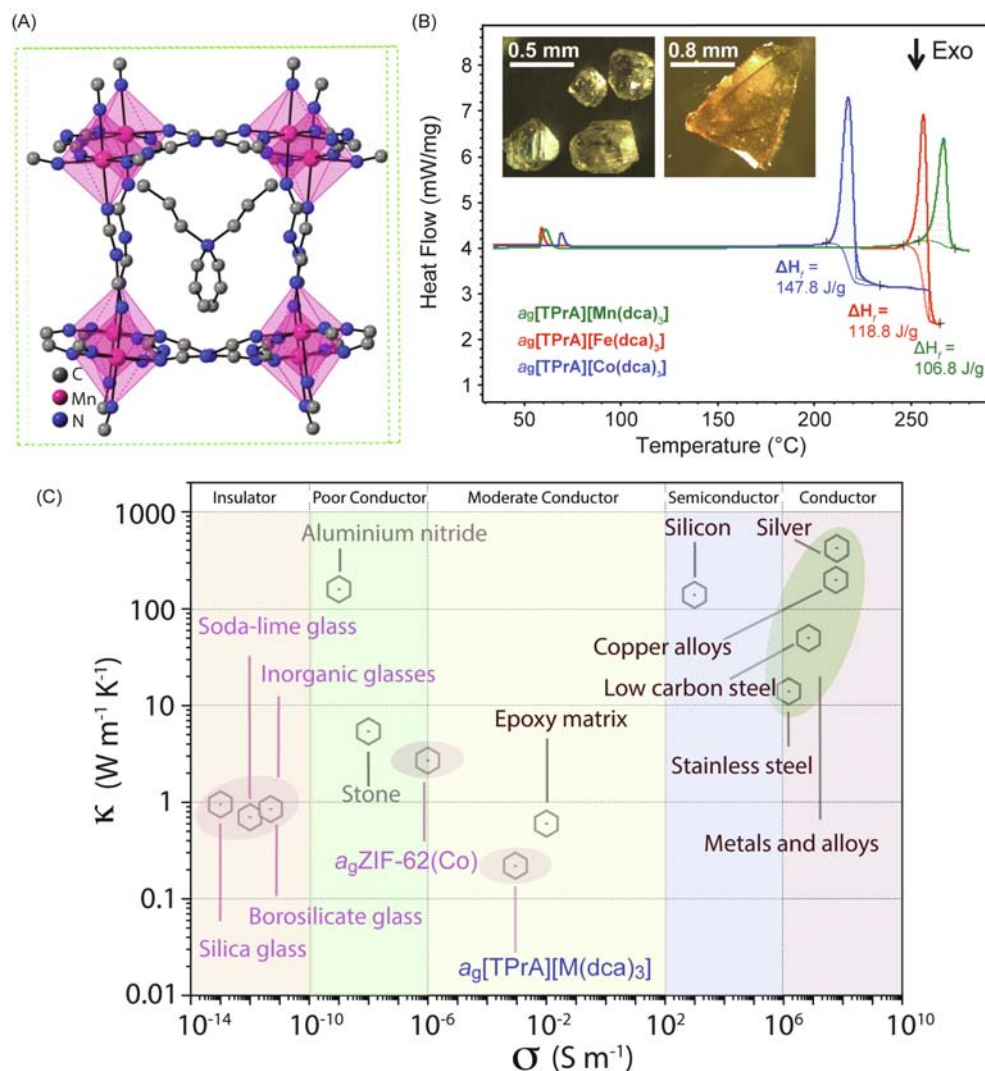 (A)
C
Mn
N
(B)
0.5 mm
0.8 mm
Exo
Heat Flow (mW/mg)
8
7
6
5
4
3
2
1
ΔH𝑓 =
147.8 J/g
ΔH𝑓 =
118.8 J/g
ΔH𝑓 =
106.8 J/g
a₉[TPrA][Mn(dca)₃]
a₉[TPrA][Fe(dca)₃]
a₉[TPrA][Co(dca)₃]
50 100 150 200 250
Temperature (°C)
(C)
Insulator Poor Conductor Moderate Conductor Semiconductor Conductor
κ (W m⁻¹ K⁻¹)
1000
100
10
1
0.1
0.01
Aluminium nitride
Silicon
Silver
Soda-lime glass
Inorganic glasses
Copper alloys
Low carbon steel
Epoxy matrix
Stone
Stainless steel
agZIF-62(Co)
Metals and alloys
Borosilicate glass
Silica glass
ag[TPrA][M(dca)₃]
10⁻¹⁴ 10⁻¹⁰ 10⁻⁶ 10⁻² 10² 10⁶ 10¹⁰
σ (S m⁻¹)